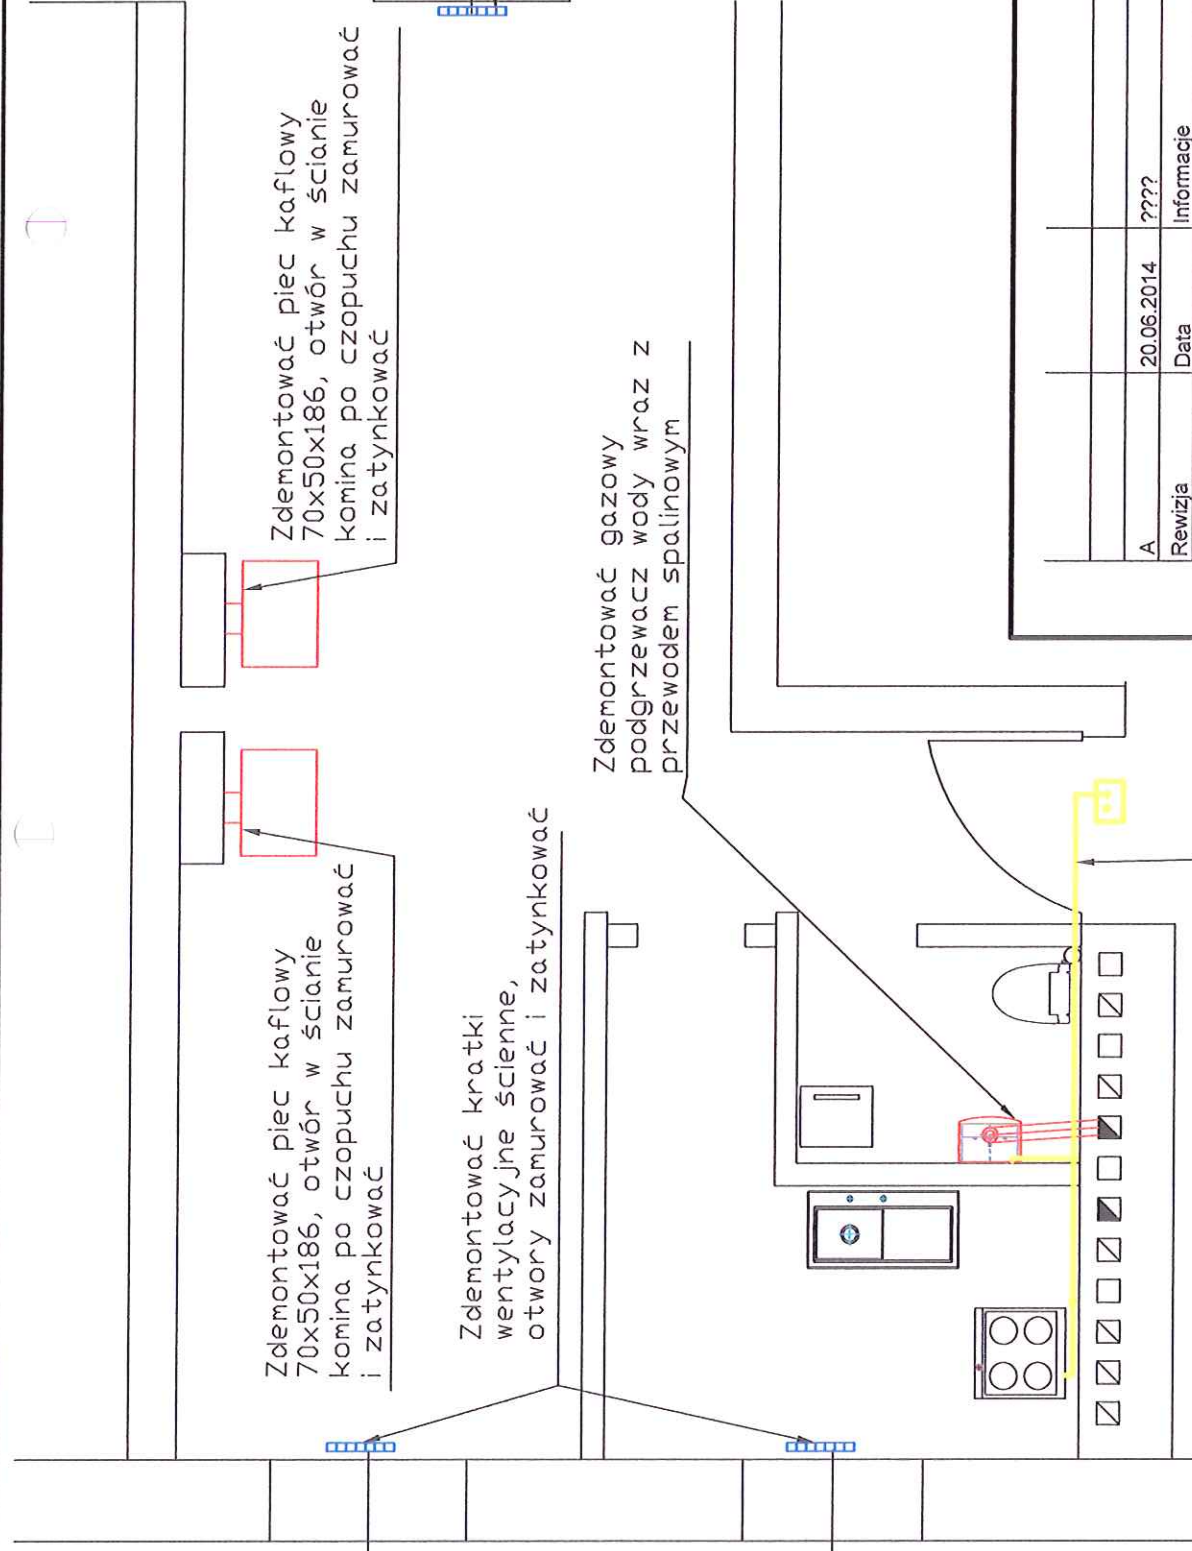 Zdemontować piec kaflowy
70x50x186, otwór w ścianie
komina po czopuchu zamurować
i zatynkować
Zdemontować piec kaflowy
70x50x186, otwór w ścianie
komina po czopuchu zamurować
i zatynkować
Zdemontować kratki
wentylacyjne ścienne,
otwory zamurować i zatynkować
Zdemontować gazowy
podgrzewacz wody wraz z
przewodem spalinowym
A 20.06.2014 ????
Rewizja Data Informacje